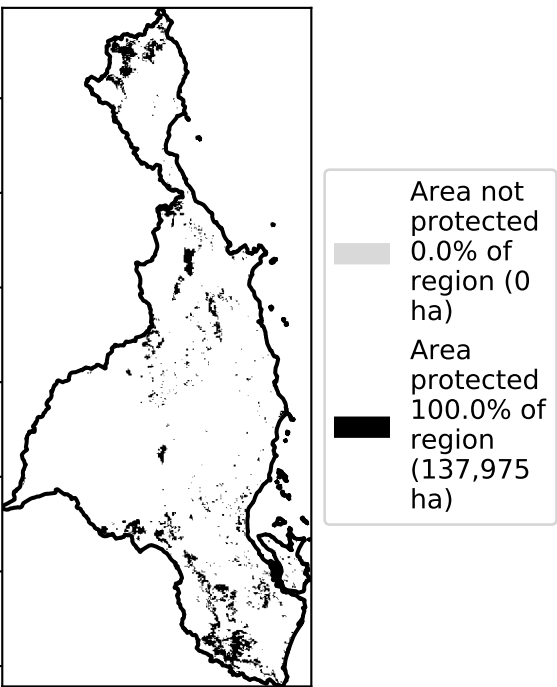 Area not
protected
0.0% of
region (0
ha)
Area
protected
100.0% of
region
(137,975
ha)